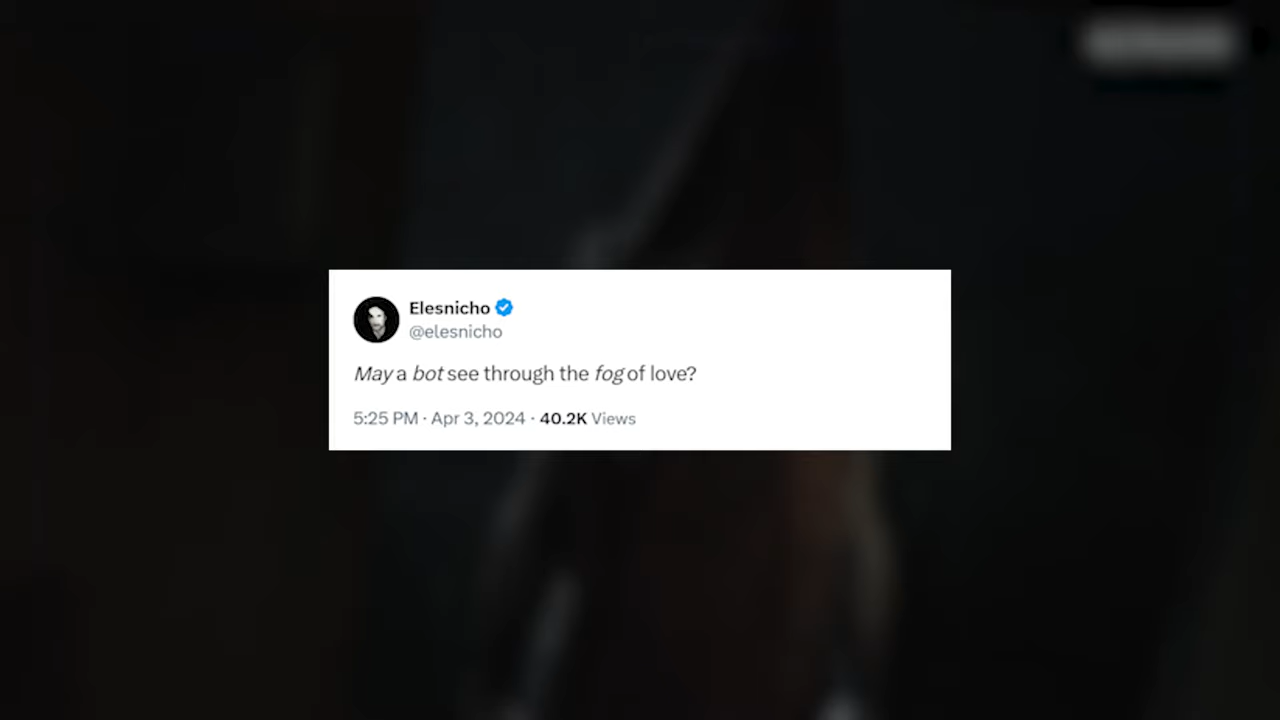 Elesnicho
@elesnicho
May a bot see through the fog of love?
5:25 PM · Apr 3, 2024 · 40.2K Views